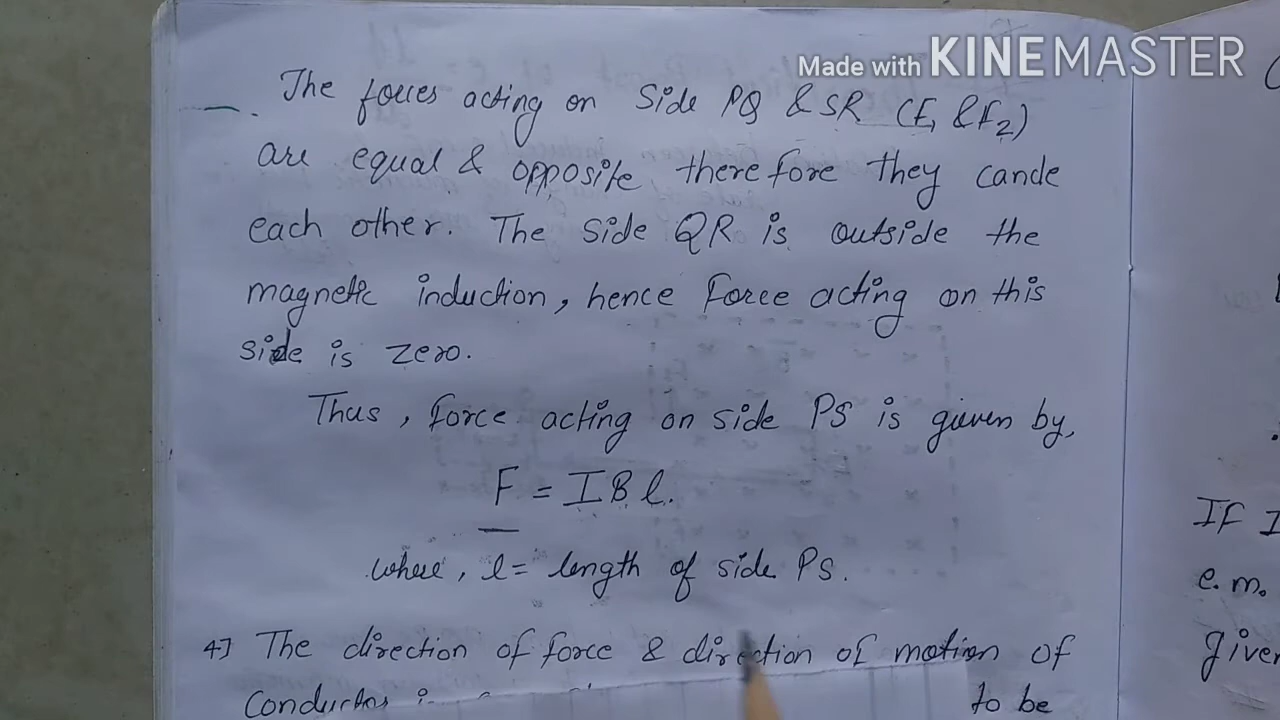 Made with KINEMASTER
The forces acting on Side PQ & SR (F1 & F2)
are equal & opposite therefore they cancle
each other. The side QR is outside the
magnetic induction, hence Force acting on this
side is zero.
Thus, force acting on side PS is given by,
F = I B l.
where, l = length of side PS.
4] The direction of force & direction of motion of
Conductor to be
If I
e.m.
given